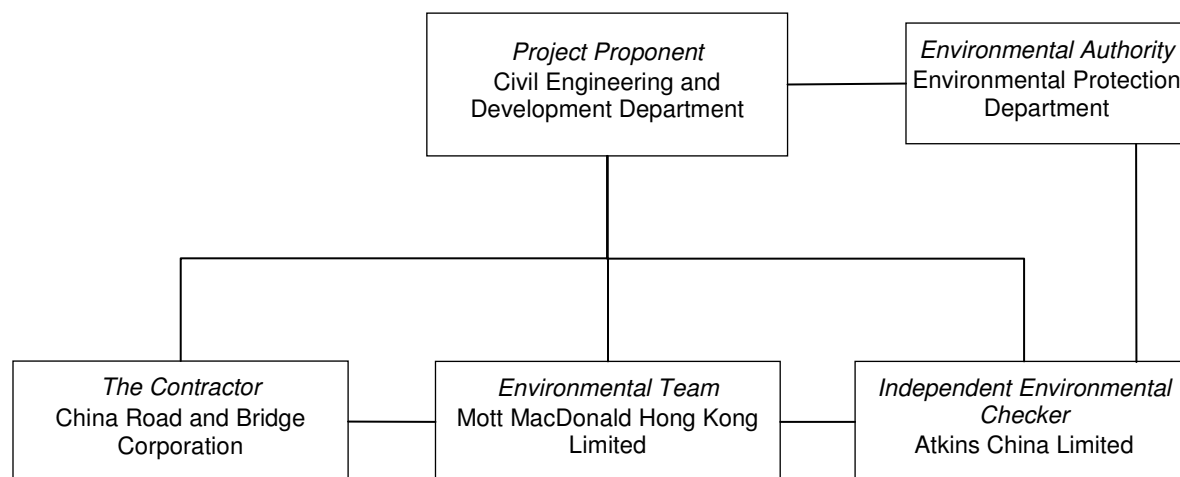 Project Proponent
Civil Engineering and
Development Department
Environmental Authority
Environmental Protection
Department
The Contractor
China Road and Bridge
Corporation
Environmental Team
Mott MacDonald Hong Kong
Limited
Independent Environmental
Checker
Atkins China Limited